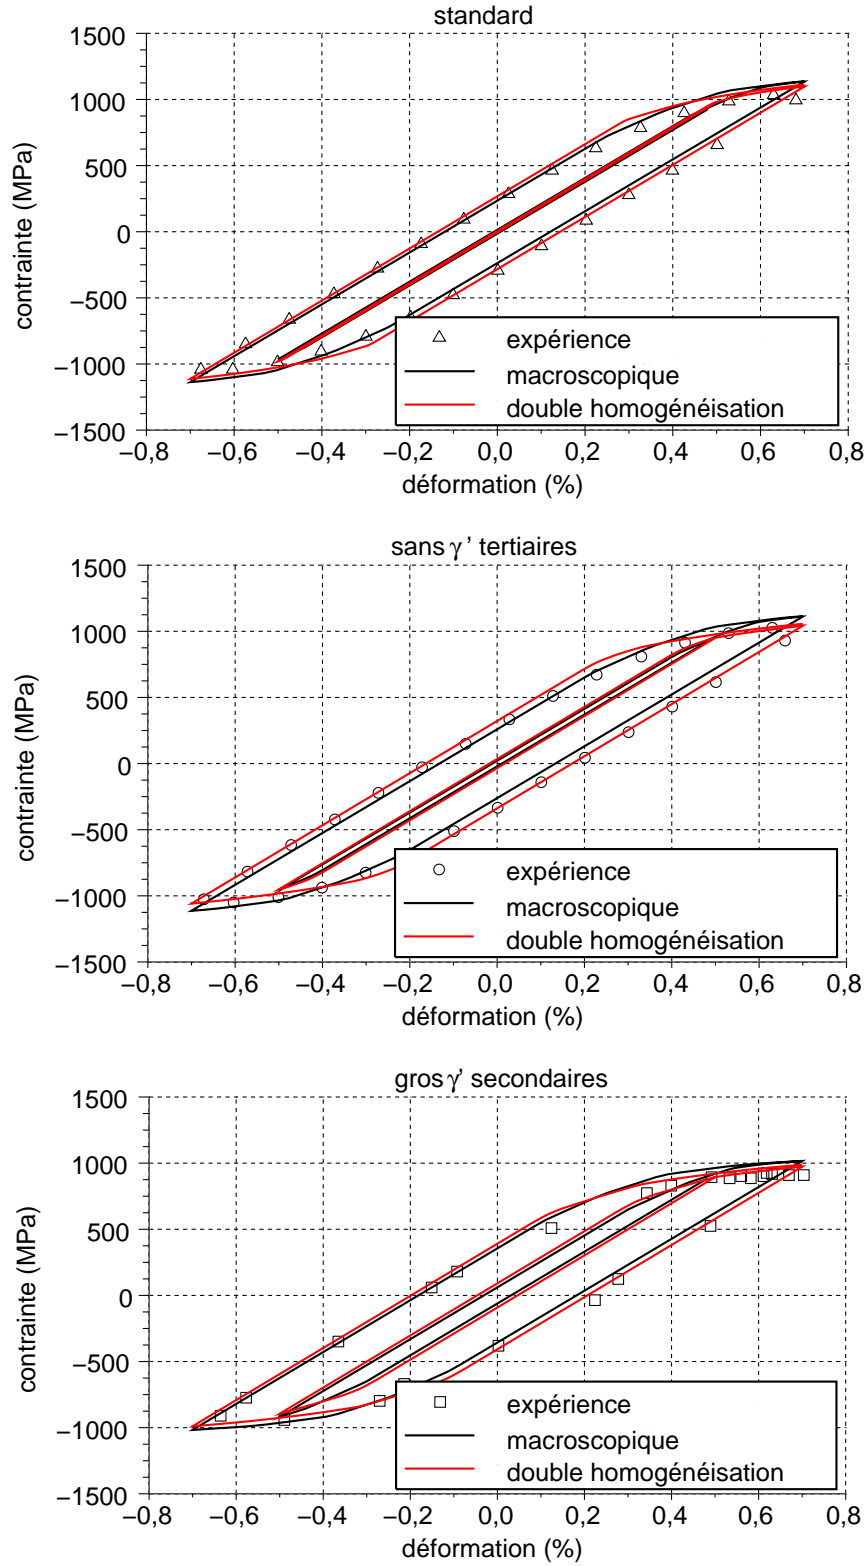 standard
1500
1000
500
0
−500
−1000
−1500
contrainte (MPa)
expérience
macroscopique
double homogénéisation
−0,8 −0,6 −0,4 −0,2 0,0 0,2 0,4 0,6 0,8
déformation (%)
sans γ' tertiaires
1500
1000
500
0
−500
−1000
−1500
contrainte (MPa)
expérience
macroscopique
double homogénéisation
−0,8 −0,6 −0,4 −0,2 0,0 0,2 0,4 0,6 0,8
déformation (%)
gros γ' secondaires
1500
1000
500
0
−500
−1000
−1500
contrainte (MPa)
expérience
macroscopique
double homogénéisation
−0,8 −0,6 −0,4 −0,2 0,0 0,2 0,4 0,6 0,8
déformation (%)